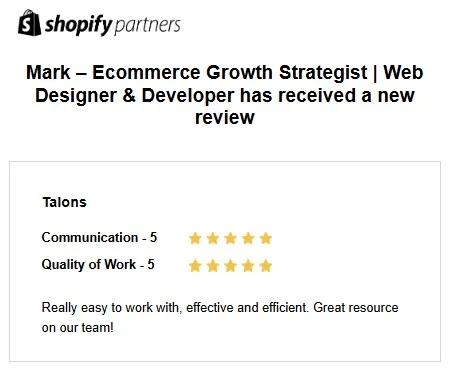 shopify partners
Mark – Ecommerce Growth Strategist | Web
Designer & Developer has received a new
review
Talons
Communication - 5
Quality of Work - 5
Really easy to work with, effective and efficient. Great resource
on our team!